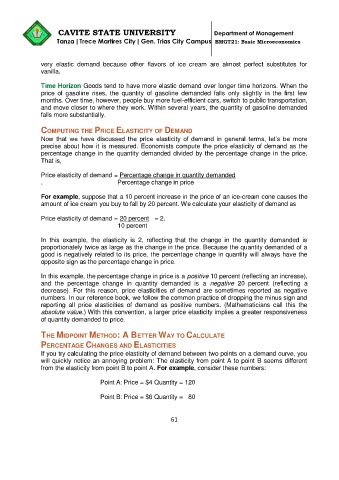 CAVITE STATE UNIVERSITY Department of Management
Tanza |Trece Martires City| Gen. Trias City Campus BMGT21: Basic Microeconomics
very elastic demand because other flavors of ice cream are almost perfect substitutes for
vanilla.
Time Horizon Goods tend to have more elastic demand over longer time horizons. When the
price of gasoline rises, the quantity of gasoline demanded falls only slightly in the first few
months. Over time, however, people buy more fuel-efficient cars, switch to public transportation,
and move closer to where they work. Within several years, the quantity of gasoline demanded
falls more substantially.
COMPUTING THE PRICE ELASTICITY OF DEMAND
Now that we have discussed the price elasticity of demand in general terms, let's be more
precise about how it is measured. Economists compute the price elasticity of demand as the
percentage change in the quantity demanded divided by the percentage change in the price.
That is,
Price elasticity of demand = Percentage change in quantity demanded
. Percentage change in price
For example, suppose that a 10 percent increase in the price of an ice-cream cone causes the
amount of ice cream you buy to fall by 20 percent. We calculate your elasticity of demand as
Price elasticity of demand = 20 percent = 2.
10 percent
In this example, the elasticity is 2, reflecting that the change in the quantity demanded is
proportionately twice as large as the change in the price. Because the quantity demanded of a
good is negatively related to its price, the percentage change in quantity will always have the
opposite sign as the percentage change in price.
In this example, the percentage change in price is a positive 10 percent (reflecting an increase),
and the percentage change in quantity demanded is a negative 20 percent (reflecting a
decrease). For this reason, price elasticities of demand are sometimes reported as negative
numbers. In our reference book, we follow the common practice of dropping the minus sign and
reporting all price elasticities of demand as positive numbers. (Mathematicians call this the
absolute value.) With this convention, a larger price elasticity implies a greater responsiveness
of quantity demanded to price.
THE MIDPOINT METHOD: A BETTER WAY TO CALCULATE
PERCENTAGE CHANGES AND ELASTICITIES
If you try calculating the price elasticity of demand between two points on a demand curve, you
will quickly notice an annoying problem: The elasticity from point A to point B seems different
from the elasticity from point B to point A. For example, consider these numbers:
Point A: Price = $4 Quantity = 120
Point B: Price = $6 Quantity = 80
61